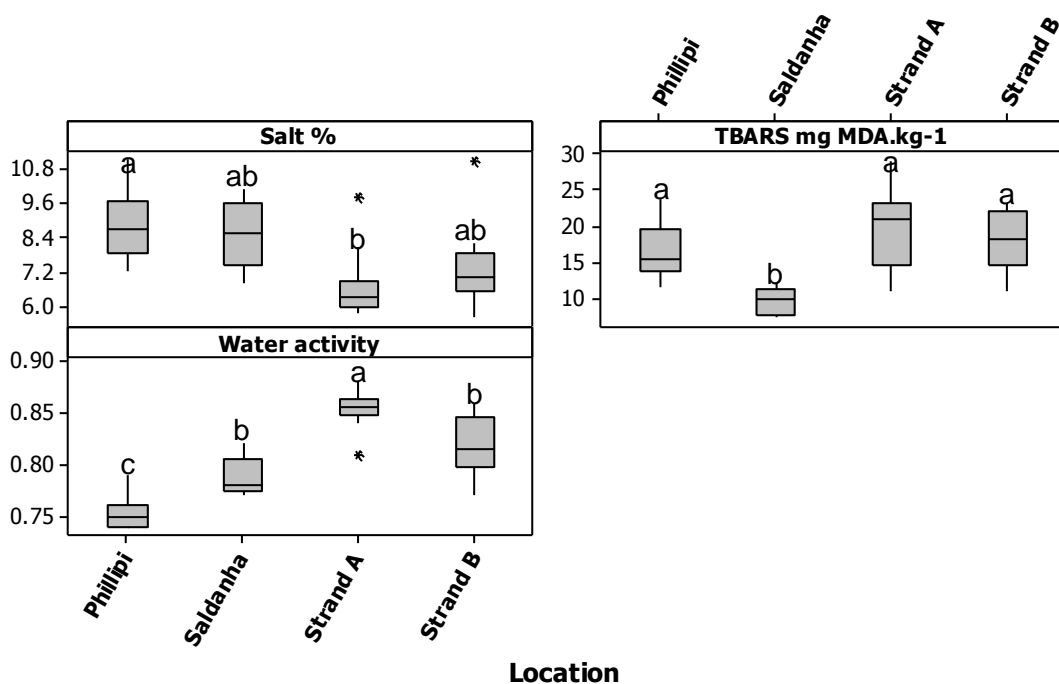 Phillipi
Saldanha
Strand A
Strand B
Salt %
TBARS mg MDA.kg-1
10.8
9.6
8.4
7.2
6.0
a
ab
b
ab
30
25
20
15
10
a
b
a
a
Water activity
0.90
0.85
0.80
0.75
c
b
a
b
Phillipi
Saldanha
Strand A
Strand B
Location